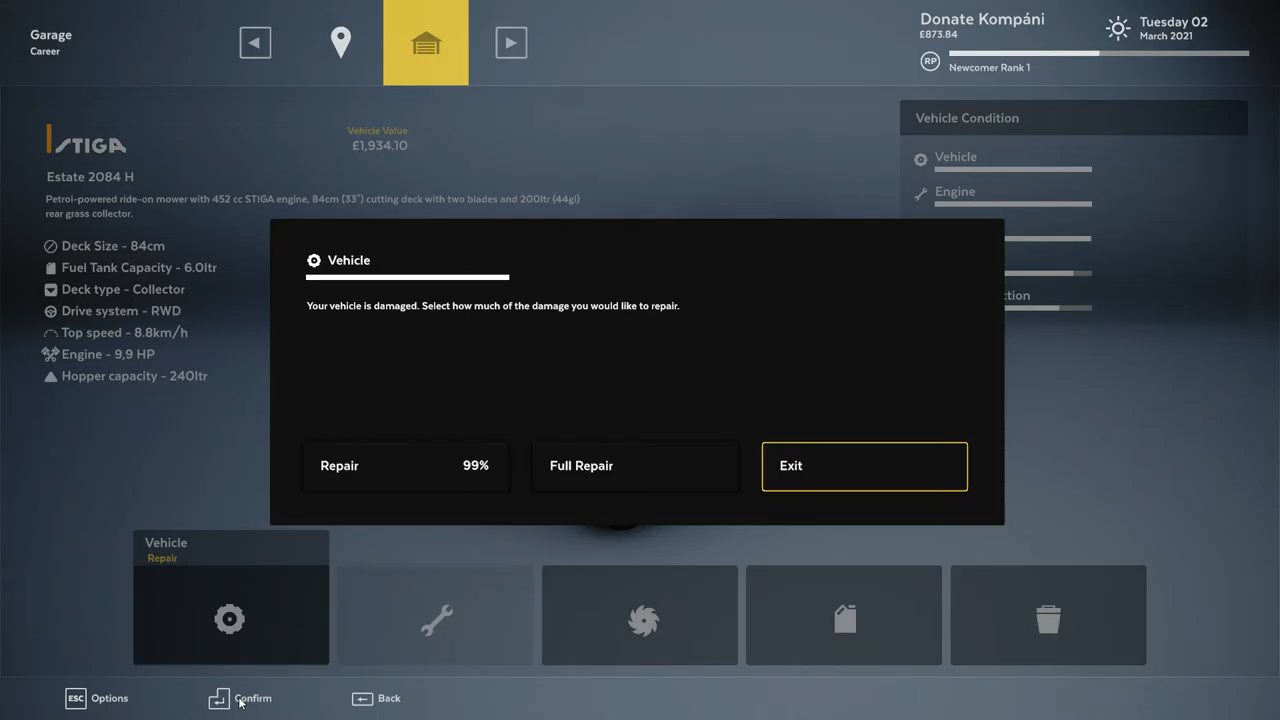 Garage
Career
Donate Kompáni
£873.84
RP
Newcomer Rank 1
Tuesday 02
March 2021
STIGA
Vehicle Value
£1,934.10
Estate 2084 H
Petrol-powered ride-on mower with 452 cc STIGA engine, 84cm (33") cutting deck with two blades and 200ltr (44gl)
rear grass collector.
Deck Size - 84cm
Fuel Tank Capacity - 6.0ltr
Deck type - Collector
Drive system - RWD
Top speed - 8.8km/h
Engine - 9,9 HP
Hopper capacity - 240ltr
Vehicle Condition
Vehicle
Engine
ction
Vehicle
Your vehicle is damaged. Select how much of the damage you would like to repair.
Repair 99%
Full Repair
Exit
Vehicle
Repair
ESC Options
Confirm
Back